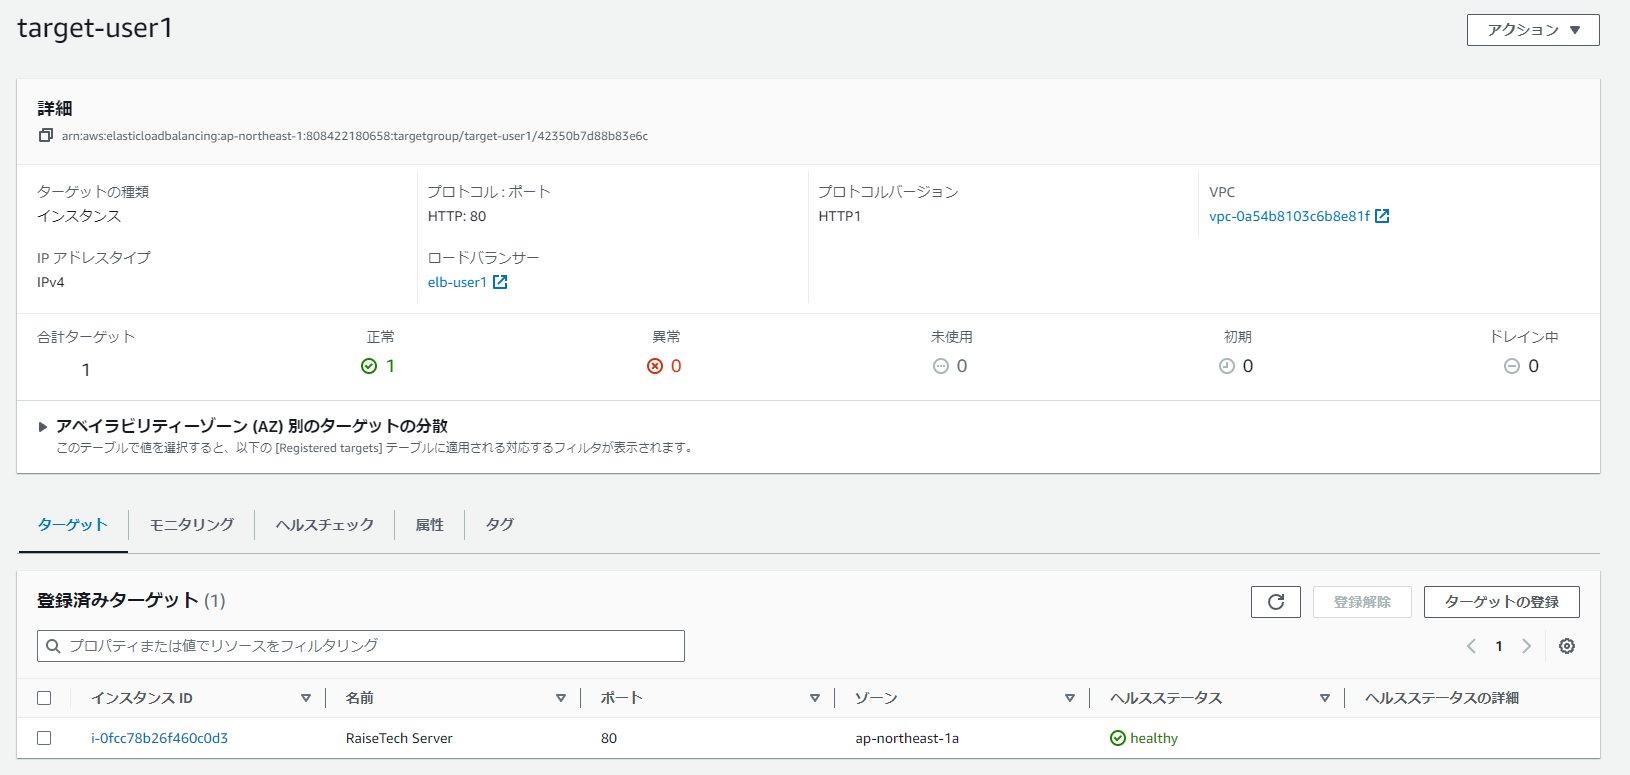 target-user1
アクション
詳細
arn:aws:elasticloadbalancing:ap-northeast-1:808422180658:targetgroup/target-user1/42350b7d88b83e6c
ターゲットの種類
インスタンス
プロトコル : ポート
HTTP: 80
プロトコルバージョン
HTTP1
VPC
vpc-0a54b8103c6b8e81f
IP アドレスタイプ
IPv4
ロードバランサー
elb-user1
合計ターゲット
1
正常
1
異常
0
未使用
0
初期
0
ドレイン中
0
アベイラビリティーゾーン (AZ) 別のターゲットの分散
このテーブルで値を選択すると、以下の [Registered targets] テーブルに適用される対応するフィルタが表示されます。
ターゲット モニタリング ヘルスチェック 属性 タグ
登録済みターゲット (1)
登録解除 ターゲットの登録
プロパティまたは値でリソースをフィルタリング
1
インスタンス ID 名前 ポート ゾーン ヘルスステータス ヘルスステータスの詳細
i-0fcc78b26f460c0d3 RaiseTech Server 80 ap-northeast-1a healthy